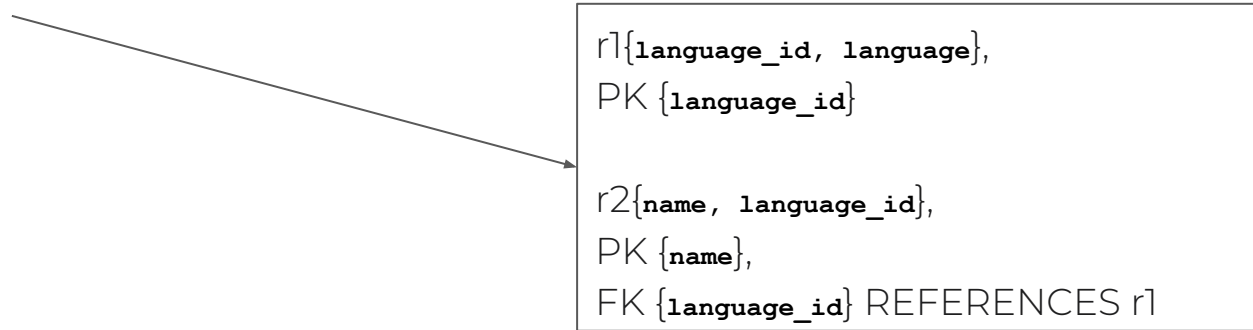 r1{language_id, language},
PK {language_id}
r2{name, language_id},
PK {name},
FK {language_id} REFERENCES r1